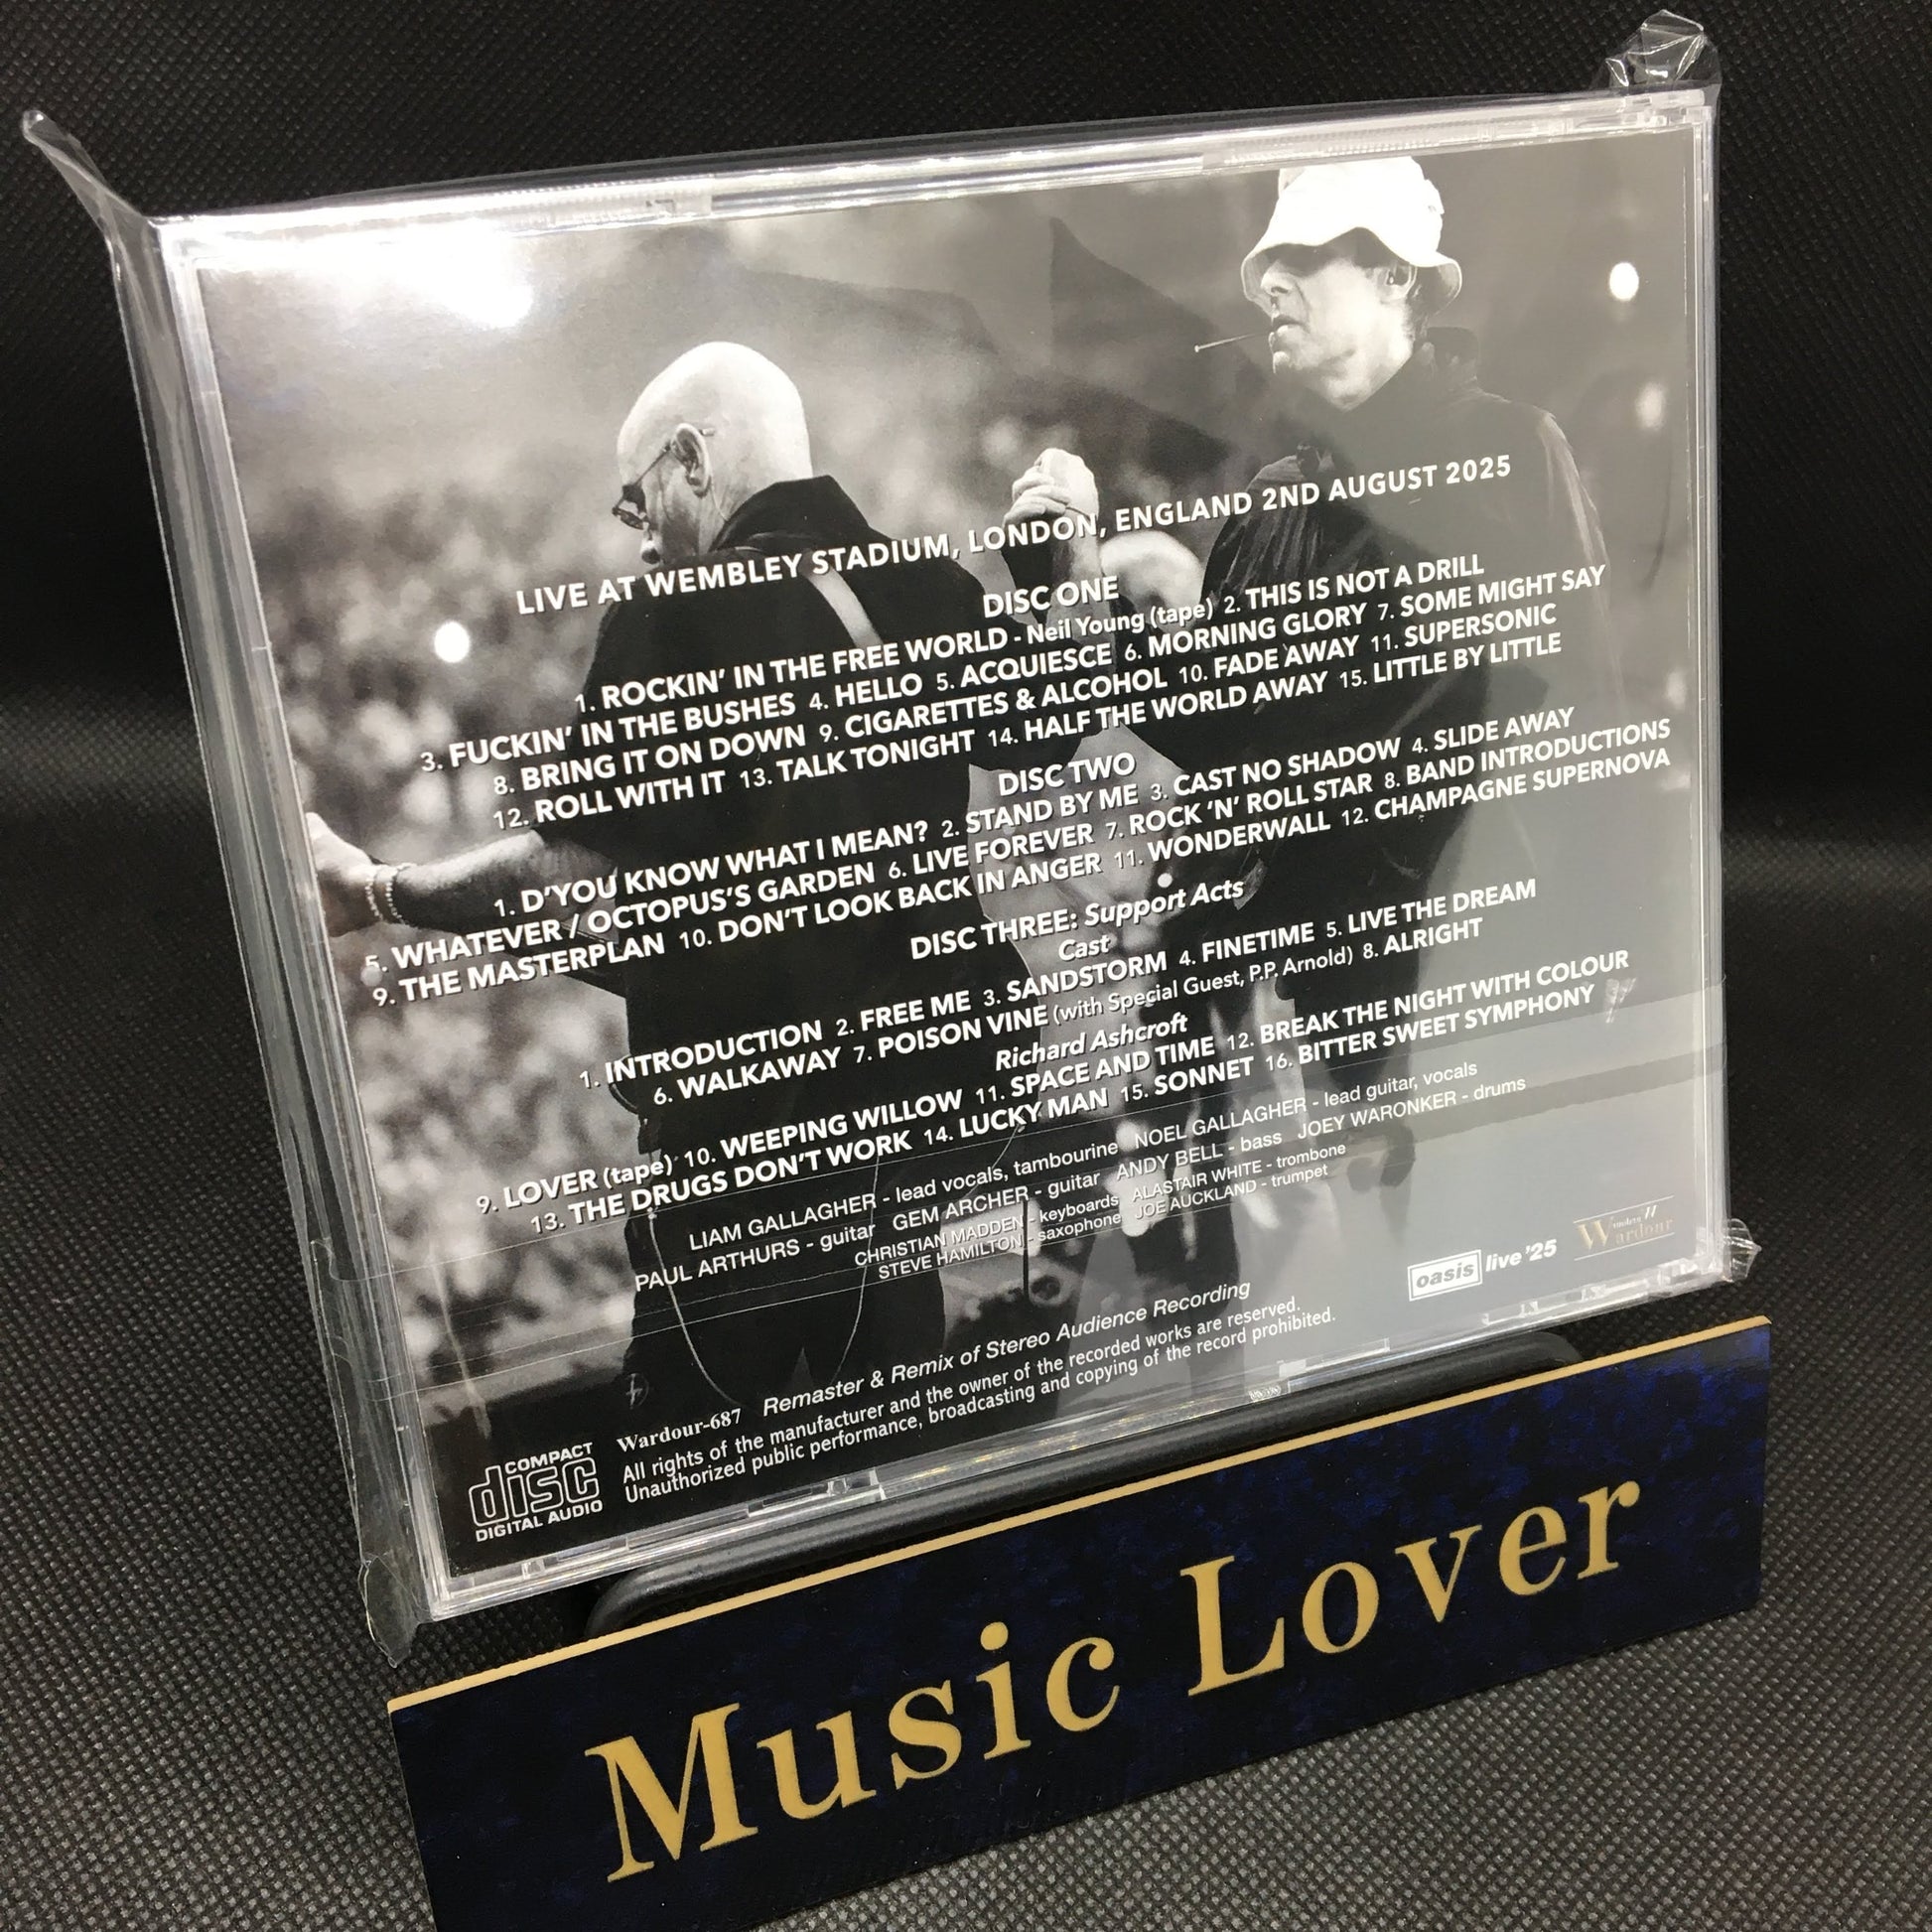 LIVE AT WEMBLEY STADIUM, LONDON, ENGLAND 2ND AUGUST 2025
DISC ONE
1. ROCKIN' IN THE FREE WORLD - Neil Young (tape) 2. THIS IS NOT A DRILL
3. FUCKIN' IN THE BUSHES 4. HELLO 5. ACQUIESCE 6. MORNING GLORY 7. SOME MIGHT SAY
8. BRING IT ON DOWN 9. CIGARETTES & ALCOHOL 10. FADE AWAY 11. SUPERSONIC
12. ROLL WITH IT 13. TALK TONIGHT 14. HALF THE WORLD AWAY 15. LITTLE BY LITTLE
DISC TWO
1. D'YOU KNOW WHAT I MEAN? 2. STAND BY ME 3. CAST NO SHADOW 4. SLIDE AWAY
5. WHATEVER / OCTOPUS'S GARDEN 6. LIVE FOREVER 7. ROCK 'N' ROLL STAR 8. BAND INTRODUCTIONS
9. THE MASTERPLAN 10. DON'T LOOK BACK IN ANGER 11. WONDERWALL 12. CHAMPAGNE SUPERNOVA
DISC THREE: Support Acts
Cast
1. INTRODUCTION 2. FREE ME 3. SANDSTORM 4. FINETIME 5. LIVE THE DREAM
6. WALKAWAY 7. POISON VINE (with Special Guest, P.P. Arnold) 8. ALRIGHT
Richard Ashcroft
9. LOVER (tape) 10. WEEPING WILLOW 11. SPACE AND TIME 12. BREAK THE NIGHT WITH COLOUR
13. THE DRUGS DON'T WORK 14. LUCKY MAN 15. SONNET 16. BITTER SWEET SYMPHONY
LIAM GALLAGHER - lead vocals, tambourine NOEL GALLAGHER - lead guitar, vocals
PAUL ARTHURS - guitar GEM ARCHER - guitar ANDY BELL - bass JOEY WARONKER - drums
CHRISTIAN MADDEN - keyboards ALASTAIR WHITE - trombone
STEVE HAMILTON - saxophone JOE AUCKLAND - trumpet
oasis live '25
Wardour
Remaster & Remix of Stereo Audience Recording
Wardour-687
All rights of the manufacturer and the owner of the recorded works are reserved.
Unauthorized public performance, broadcasting and copying of the record prohibited.
COMPACT
disc
DIGITAL AUDIO
Music Lover